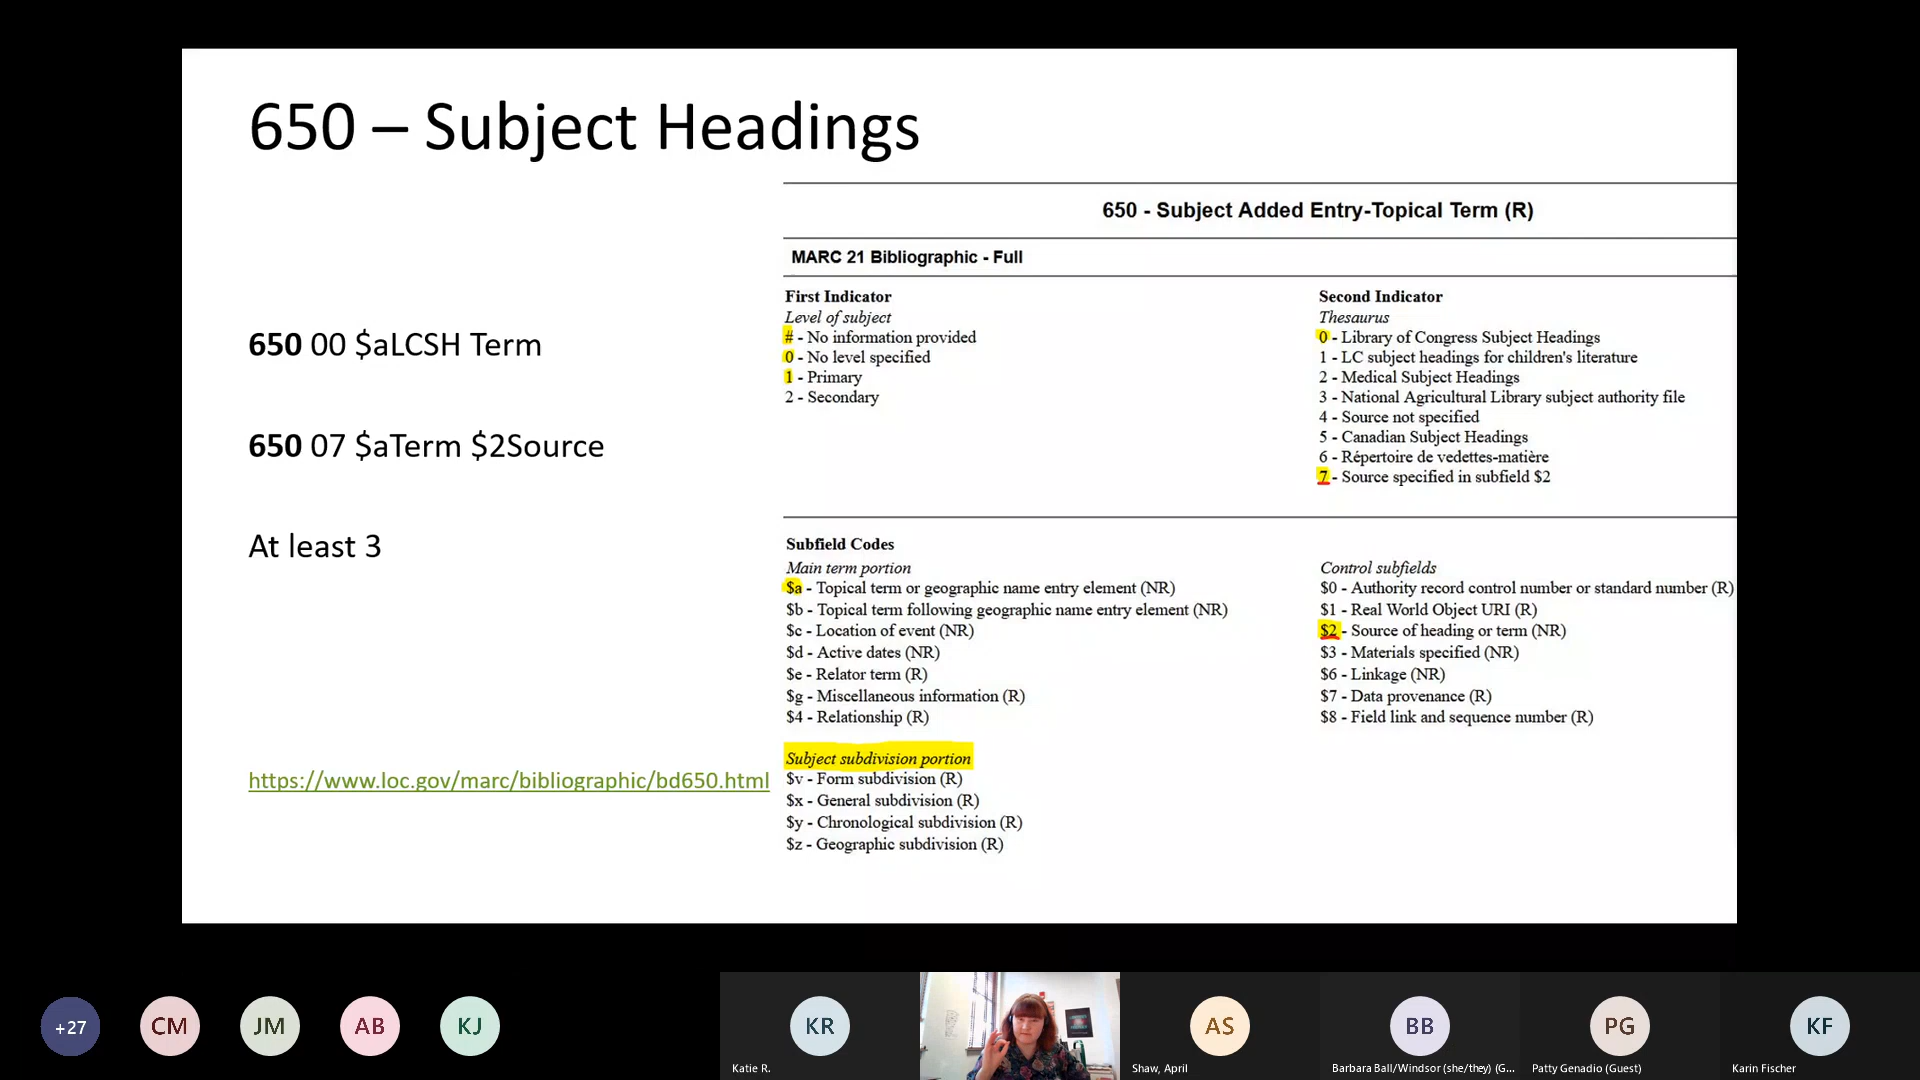 650 – Subject Headings
650 - Subject Added Entry-Topical Term (R)
MARC 21 Bibliographic - Full
First Indicator
Level of subject
# - No information provided
0 - No level specified
1 - Primary
2 - Secondary
Second Indicator
Thesaurus
0 - Library of Congress Subject Headings
1 - LC subject headings for children's literature
2 - Medical Subject Headings
3 - National Agricultural Library subject authority file
4 - Source not specified
5 - Canadian Subject Headings
6 - Répertoire de vedettes-matière
7 - Source specified in subfield $2
650 00 $aLCSH Term
650 07 $aTerm $2Source
At least 3
https://www.loc.gov/marc/bibliographic/bd650.html
Subfield Codes
Main term portion
$a - Topical term or geographic name entry element (NR)
$b - Topical term following geographic name entry element (NR)
$c - Location of event (NR)
$d - Active dates (NR)
$e - Relator term (R)
$g - Miscellaneous information (R)
$4 - Relationship (R)
Subject subdivision portion
$v - Form subdivision (R)
$x - General subdivision (R)
$y - Chronological subdivision (R)
$z - Geographic subdivision (R)
Control subfields
$0 - Authority record control number or standard number (R)
$1 - Real World Object URI (R)
$2 - Source of heading or term (NR)
$3 - Materials specified (NR)
$6 - Linkage (NR)
$7 - Data provenance (R)
$8 - Field link and sequence number (R)
+27
CM
JM
AB
KJ
KR
Katie R.
AS
Shaw, April
BB
Barbara Ball/Windsor (she/they) (G...
PG
Patty Genadio (Guest)
KF
Karin Fischer